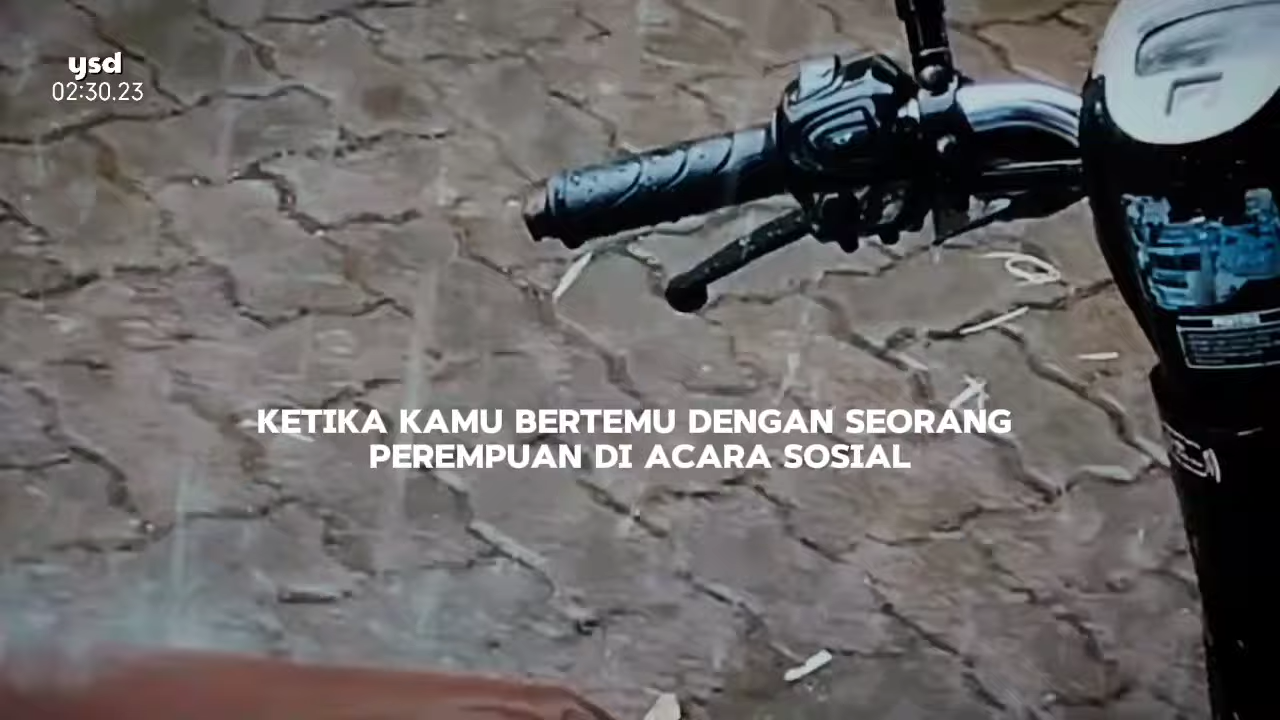 ysd
02:30.23
KETIKA KAMU BERTEMU DENGAN SEORANG
PEREMPUAN DI ACARA SOSIAL